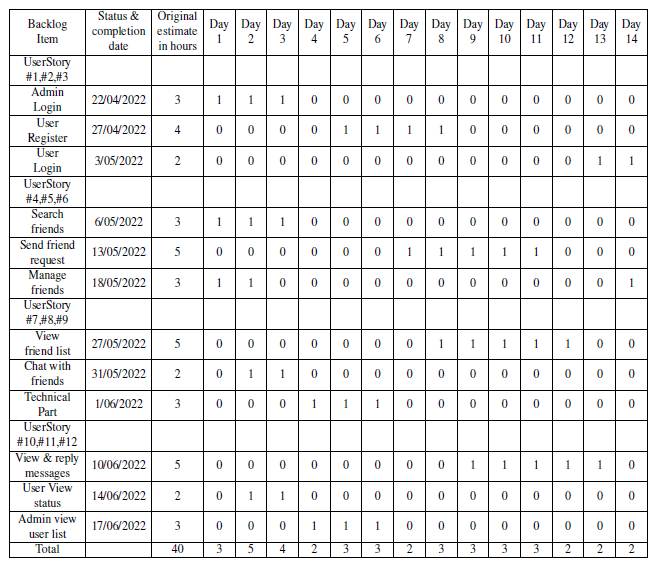 Backlog Item | Status & completion date | Original estimate in hours | Day 1 | Day 2 | Day 3 | Day 4 | Day 5 | Day 6 | Day 7 | Day 8 | Day 9 | Day 10 | Day 11 | Day 12 | Day 13 | Day 14
UserStory #1,#2,#3
Admin Login | 22/04/2022 | 3 | 1 | 1 | 1 | 0 | 0 | 0 | 0 | 0 | 0 | 0 | 0 | 0 | 0 | 0
User Register | 27/04/2022 | 4 | 0 | 0 | 0 | 0 | 1 | 1 | 1 | 1 | 0 | 0 | 0 | 0 | 0 | 0
User Login | 3/05/2022 | 2 | 0 | 0 | 0 | 0 | 0 | 0 | 0 | 0 | 0 | 0 | 0 | 0 | 1 | 1
UserStory #4,#5,#6
Search friends | 6/05/2022 | 3 | 1 | 1 | 1 | 0 | 0 | 0 | 0 | 0 | 0 | 0 | 0 | 0 | 0 | 0
Send friend request | 13/05/2022 | 5 | 0 | 0 | 0 | 0 | 0 | 0 | 1 | 1 | 1 | 1 | 1 | 0 | 0 | 0
Manage friends | 18/05/2022 | 3 | 1 | 1 | 0 | 0 | 0 | 0 | 0 | 0 | 0 | 0 | 0 | 0 | 0 | 1
UserStory #7,#8,#9
View friend list | 27/05/2022 | 5 | 0 | 0 | 0 | 0 | 0 | 0 | 0 | 1 | 1 | 1 | 1 | 1 | 0 | 0
Chat with friends | 31/05/2022 | 2 | 0 | 1 | 1 | 0 | 0 | 0 | 0 | 0 | 0 | 0 | 0 | 0 | 0 | 0
Technical Part | 1/06/2022 | 3 | 0 | 0 | 0 | 1 | 1 | 1 | 0 | 0 | 0 | 0 | 0 | 0 | 0 | 0
UserStory #10,#11,#12
View & reply messages | 10/06/2022 | 5 | 0 | 0 | 0 | 0 | 0 | 0 | 0 | 0 | 1 | 1 | 1 | 1 | 1 | 0
User View status | 14/06/2022 | 2 | 0 | 1 | 1 | 0 | 0 | 0 | 0 | 0 | 0 | 0 | 0 | 0 | 0 | 0
Admin view user list | 17/06/2022 | 3 | 0 | 0 | 0 | 1 | 1 | 1 | 0 | 0 | 0 | 0 | 0 | 0 | 0 | 0
Total | | 40 | 3 | 5 | 4 | 2 | 3 | 3 | 2 | 3 | 3 | 3 | 3 | 2 | 2 | 2